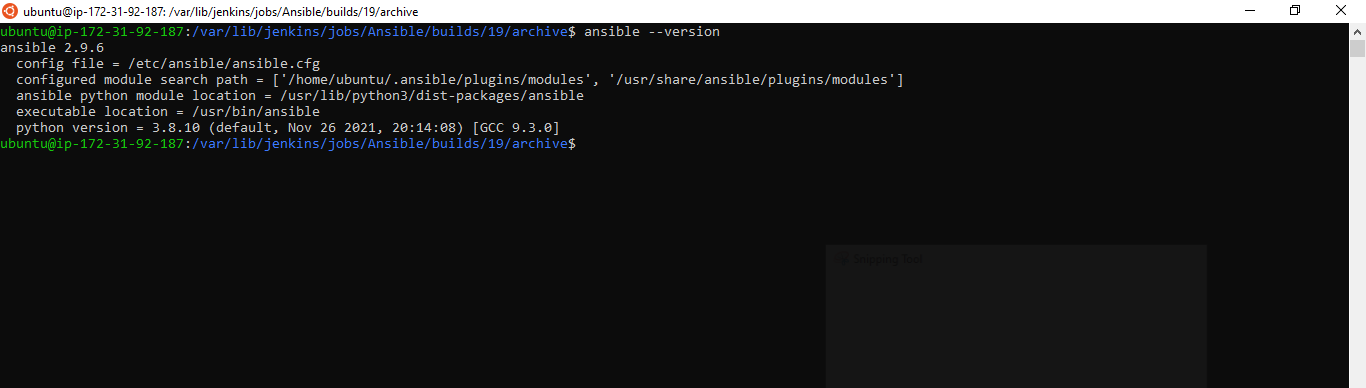 ubuntu@ip-172-31-92-187: /var/lib/jenkins/jobs/Ansible/builds/19/archive
ubuntu@ip-172-31-92-187:/var/lib/jenkins/jobs/Ansible/builds/19/archive$ ansible --version
ansible 2.9.6
  config file = /etc/ansible/ansible.cfg
  configured module search path = ['/home/ubuntu/.ansible/plugins/modules', '/usr/share/ansible/plugins/modules']
  ansible python module location = /usr/lib/python3/dist-packages/ansible
  executable location = /usr/bin/ansible
  python version = 3.8.10 (default, Nov 26 2021, 20:14:08) [GCC 9.3.0]
ubuntu@ip-172-31-92-187:/var/lib/jenkins/jobs/Ansible/builds/19/archive$
Snipping Tool